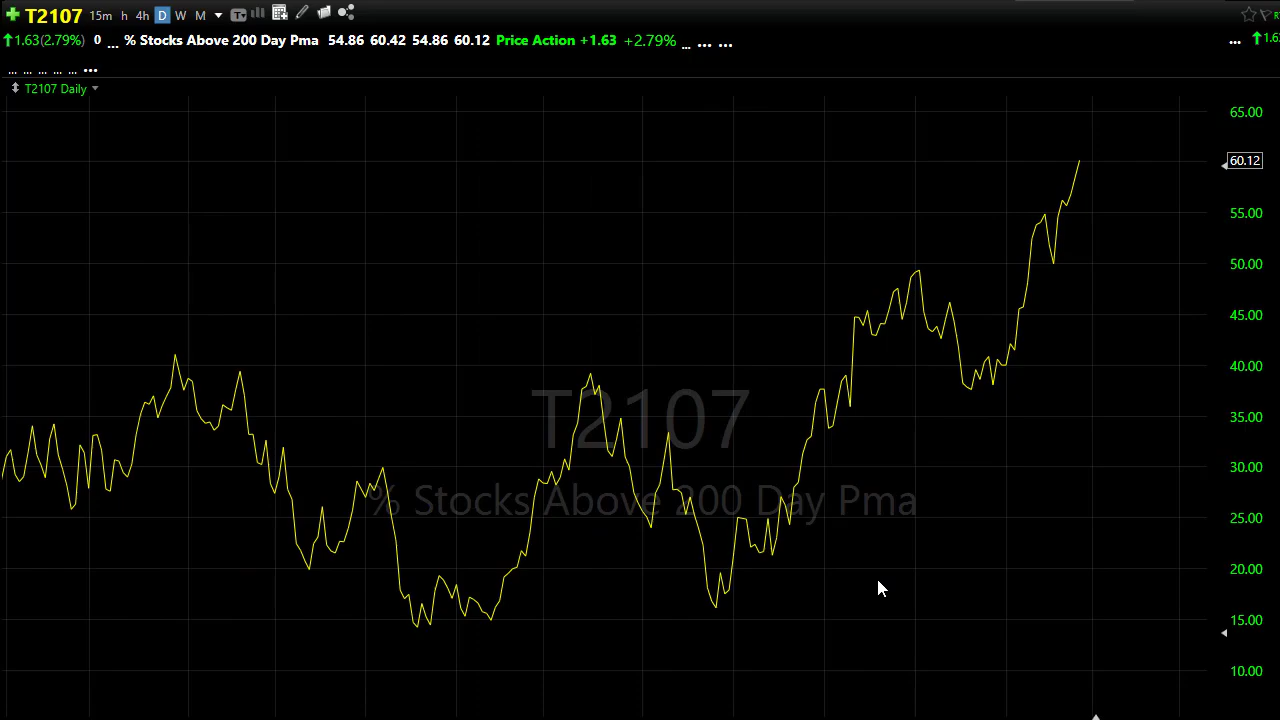 T2107 15m h 4h D W M
1.63(2.79%) 0 ... % Stocks Above 200 Day Pma 54.86 60.42 54.86 60.12 Price Action +1.63 +2.79% ... ... ... ... 1.63
... ... ... ... ... ...
T2107 Daily
65.00
60.12
55.00
50.00
45.00
40.00
T2107
35.00
30.00
% Stocks Above 200 Day Pma
25.00
20.00
15.00
10.00